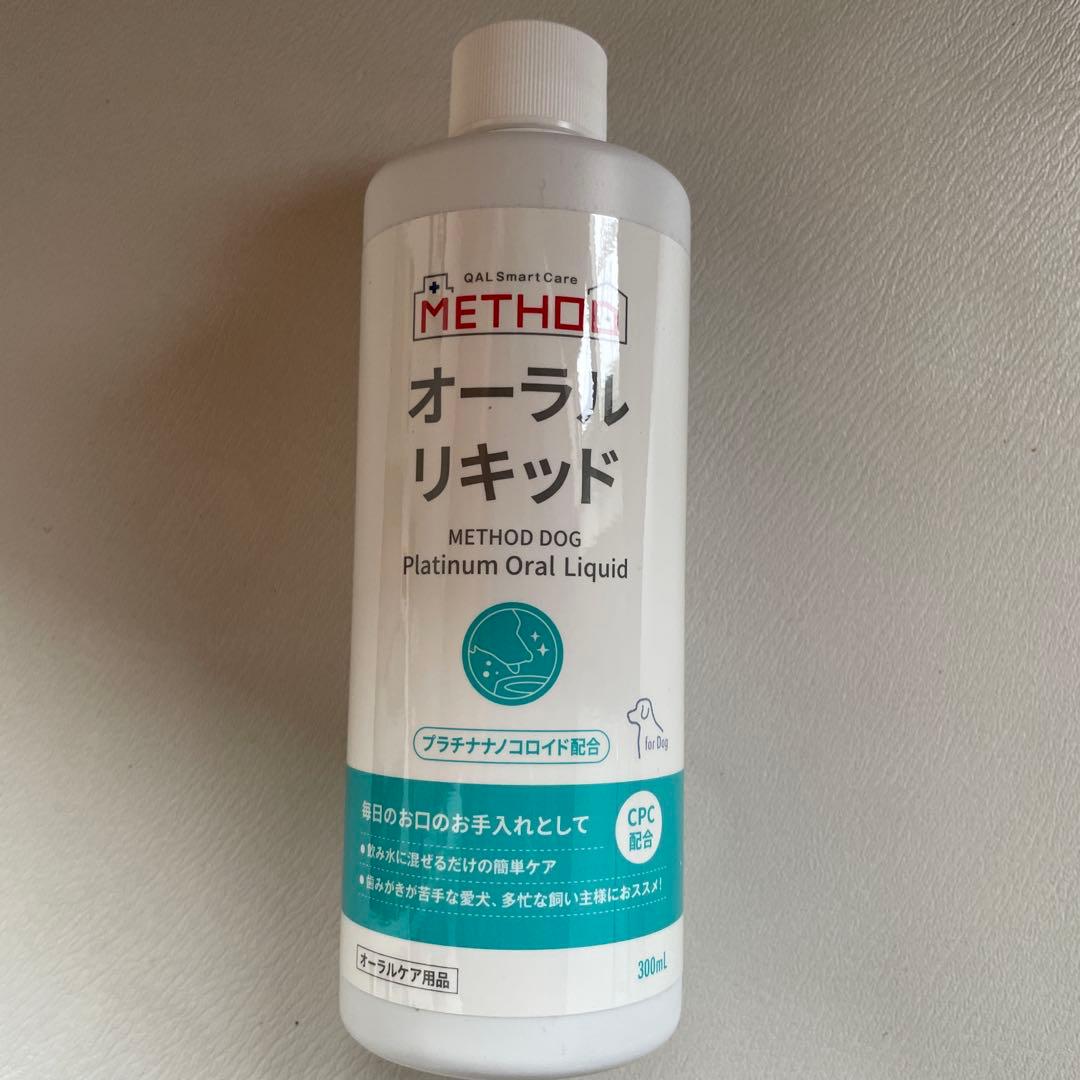 QAL Smart Care
METHOD
オーラル
リキッド
METHOD DOG
Platinum Oral Liquid
for Dog
プラチナナノコロイド配合
毎日のお口のお手入れとして
CPC
配合
●飲み水に混ぜるだけの簡単ケア
●歯みがきが苦手な愛犬、多忙な飼い主様におススメ!
オーラルケア用品
300mL